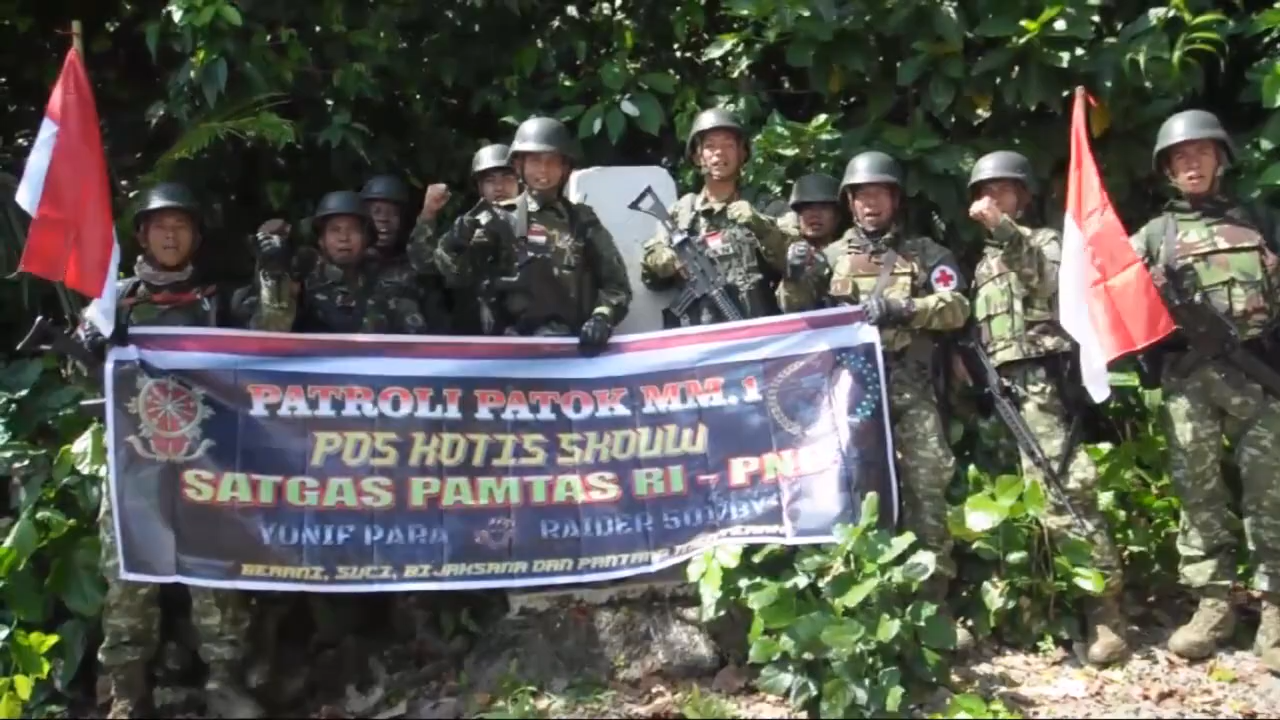 PATROLI PATOK MM.1
POS KOTIS SKOUW
SATGAS PAMTAS RI - PNG
YONIF PARA RAIDER 501/BY
BERANI, SUCI, BIJAKSANA DAN PANTANG